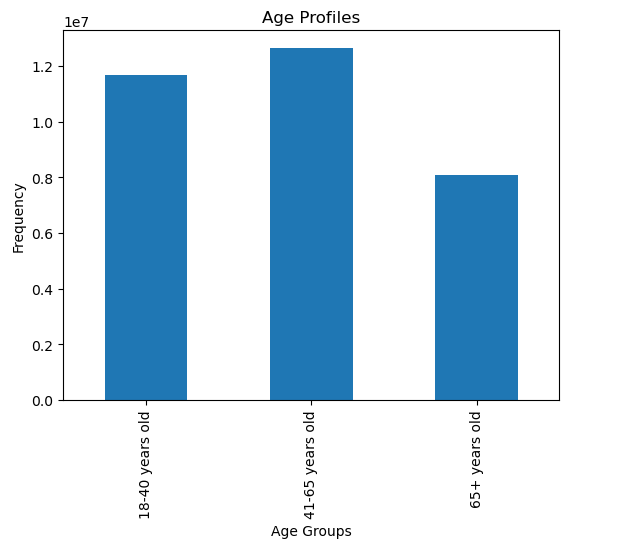 Age Profiles
1e7
1.2
1.0
0.8
0.6
0.4
0.2
0.0
Frequency
18-40 years old
41-65 years old
65+ years old
Age Groups